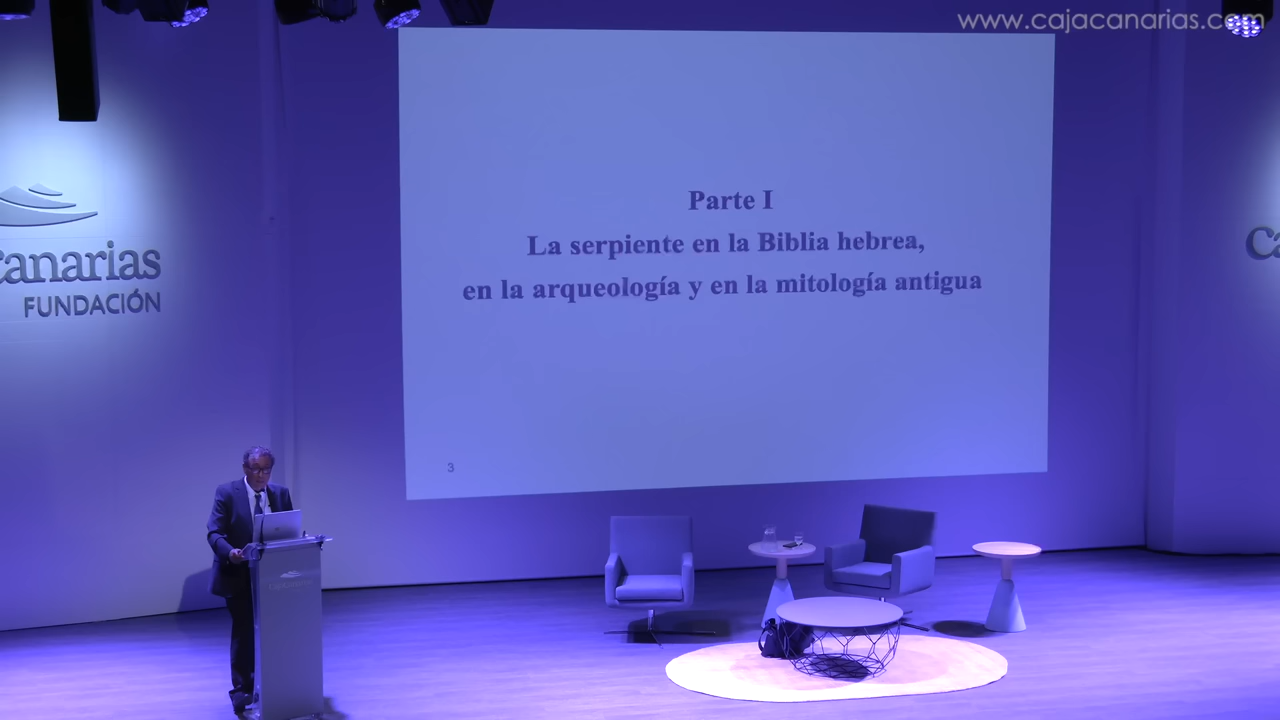 www.cajacanarias.com
Parte I
La serpiente en la Biblia hebrea,
en la arqueología y en la mitología antigua
3
canarias
FUNDACIÓN
Ca